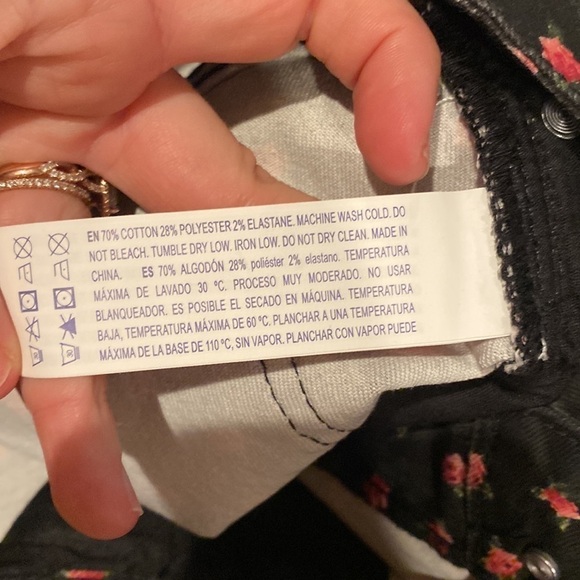 EN 70% COTTON 28% POLYESTER 2% ELASTANE. MACHINE WASH COLD. DO
NOT BLEACH. TUMBLE DRY LOW. IRON LOW. DO NOT DRY CLEAN. MADE IN
CHINA. ES 70% ALGODÓN 28% poliéster 2% elastano. TEMPERATURA
MÁXIMA DE LAVADO 30 ºC. PROCESO MUY MODERADO. NO USAR
BLANQUEADOR. ES POSIBLE EL SECADO EN MÁQUINA. TEMPERATURA
BAJA, TEMPERATURA MÁXIMA DE 60 ºC. PLANCHAR A UNA TEMPERATURA
MÁXIMA DE LA BASE DE 110 ºC, SIN VAPOR. PLANCHAR CON VAPOR PUEDE